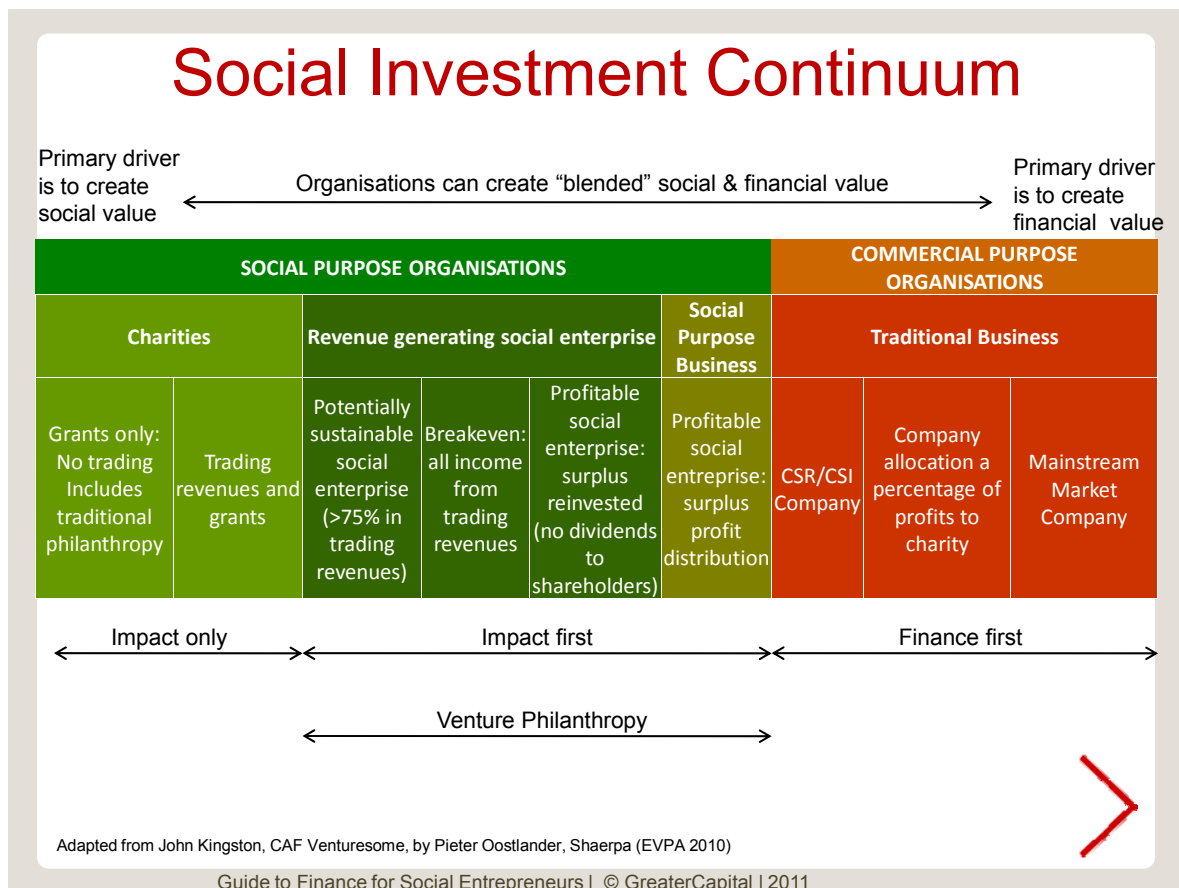 Social Investment Continuum
Primary driver
is to create
social value
Organisations can create “blended” social & financial value
Primary driver
is to create
financial  value
SOCIAL PURPOSE ORGANISATIONS
COMMERCIAL PURPOSE
ORGANISATIONS
Charities
Revenue generating social enterprise
Social
Purpose
Business
Traditional Business
Grants only:
No trading
Includes
traditional
philanthropy
Trading
revenues and
grants
Potentially
sustainable
social
enterprise
(>75% in
trading
revenues)
Breakeven:
all income
from
trading
revenues
Profitable
social
enterprise:
surplus
reinvested
(no dividends
to
shareholders)
Profitable
social
entreprise:
surplus
profit
distribution
CSR/CSI
Company
Company
allocation a
percentage of
profits to
charity
Mainstream
Market
Company
Impact only
Impact first
Finance first
Venture Philanthropy
Adapted from John Kingston, CAF Venturesome, by Pieter Oostlander, Shaerpa (EVPA 2010)
Guide to Finance for Social Entrepreneurs | © GreaterCapital | 2011